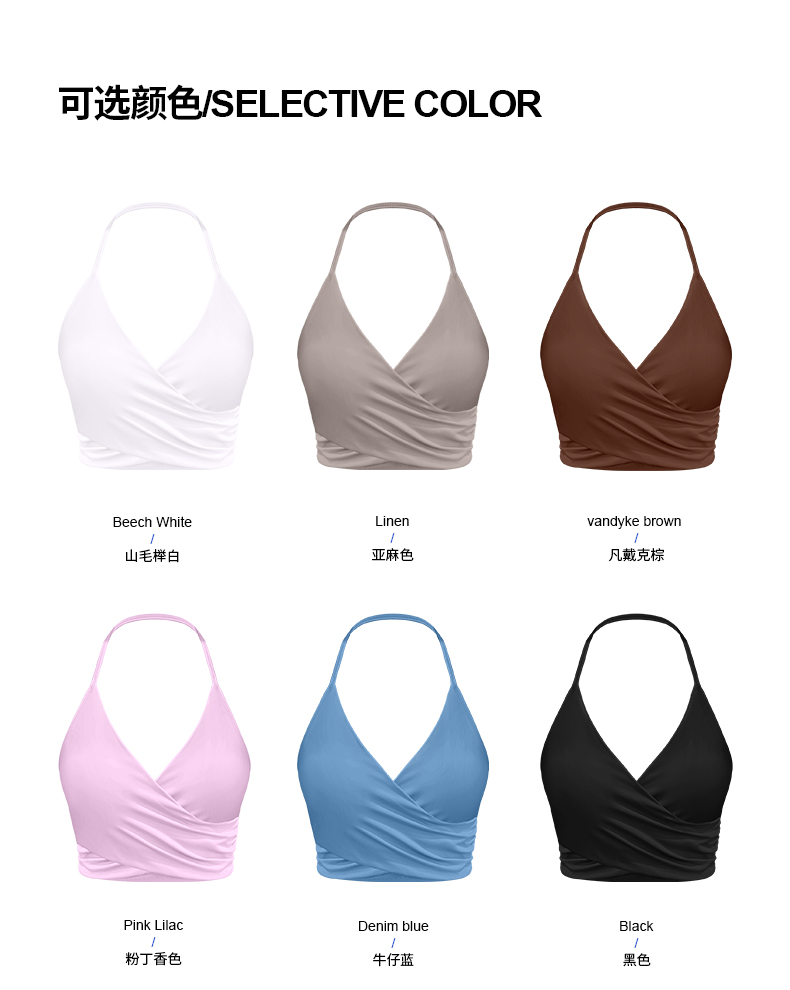 可选颜色/SELECTIVE COLOR
Beech White
/
山毛榉白
Linen
/
亚麻色
vandyke brown
/
凡戴克棕
Pink Lilac
/
粉丁香色
Denim blue
/
牛仔蓝
Black
/
黑色